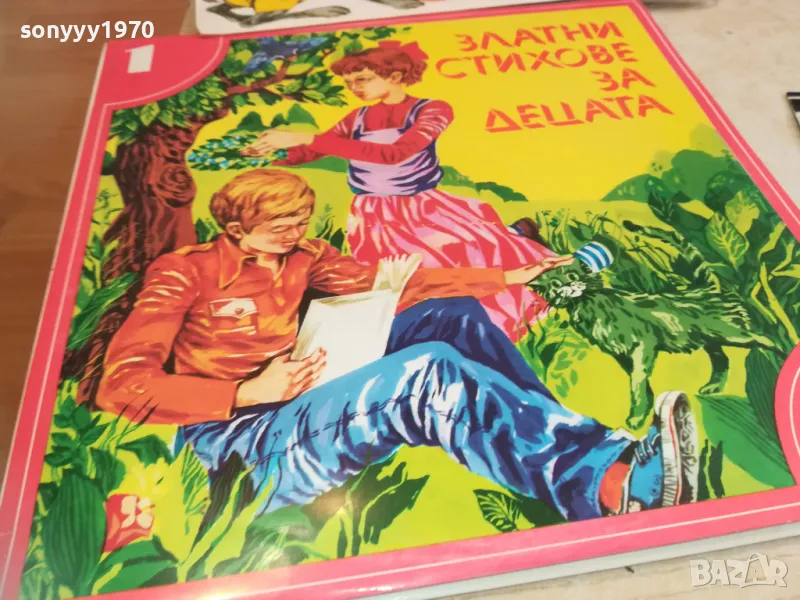 sonyyy1970
1
ЗЛАТНИ
СТИХОВЕ
ЗА
ДЕЦАТА
BAZAR